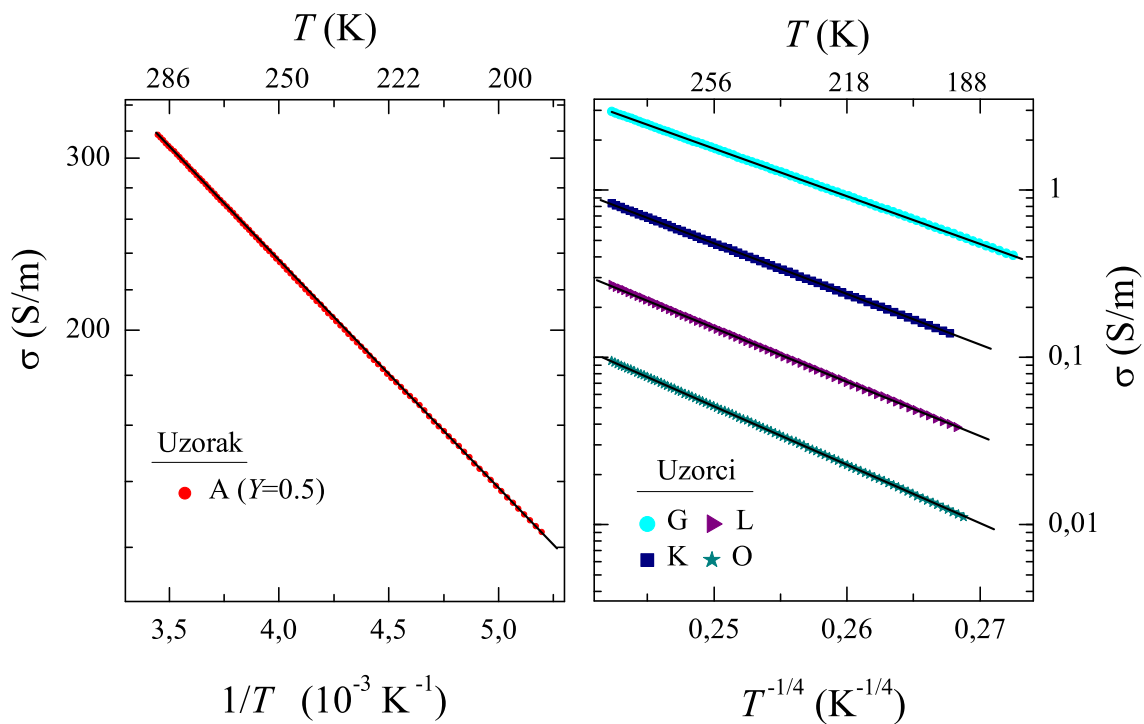 T (K)
286 250 222 200
300
200
σ (S/m)
Uzorak
A (Y=0.5)
3,5 4,0 4,5 5,0
1/T (10⁻³ K⁻¹)
T (K)
256 218 188
1
0,1
0,01
σ (S/m)
Uzorci
G L
K O
0,25 0,26 0,27
T⁻¹/⁴ (K⁻¹/⁴)